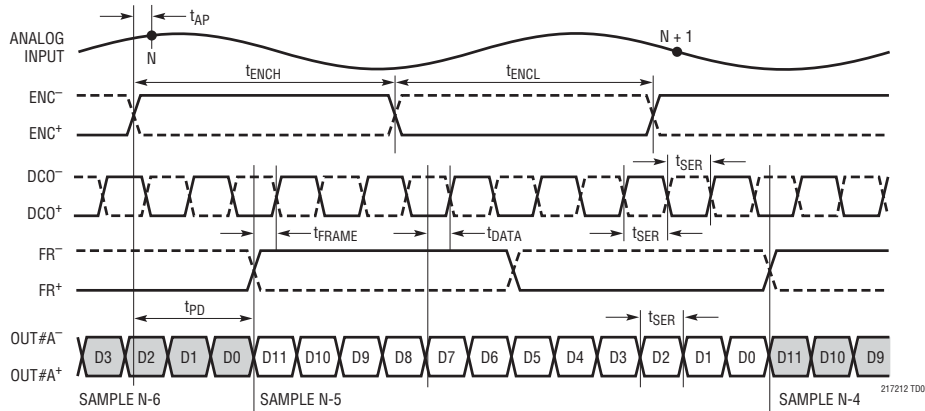 tAP
ANALOG
INPUT
N
N + 1
tENCH
tENCL
ENC–
ENC+
tSER
DCO–
DCO+
tFRAME
tDATA
tSER
FR–
FR+
tPD
tSER
OUT#A–
OUT#A+
D3 D2 D1 D0 D11 D10 D9 D8 D7 D6 D5 D4 D3 D2 D1 D0 D11 D10 D9
SAMPLE N-6
SAMPLE N-5
SAMPLE N-4
217212 TD0